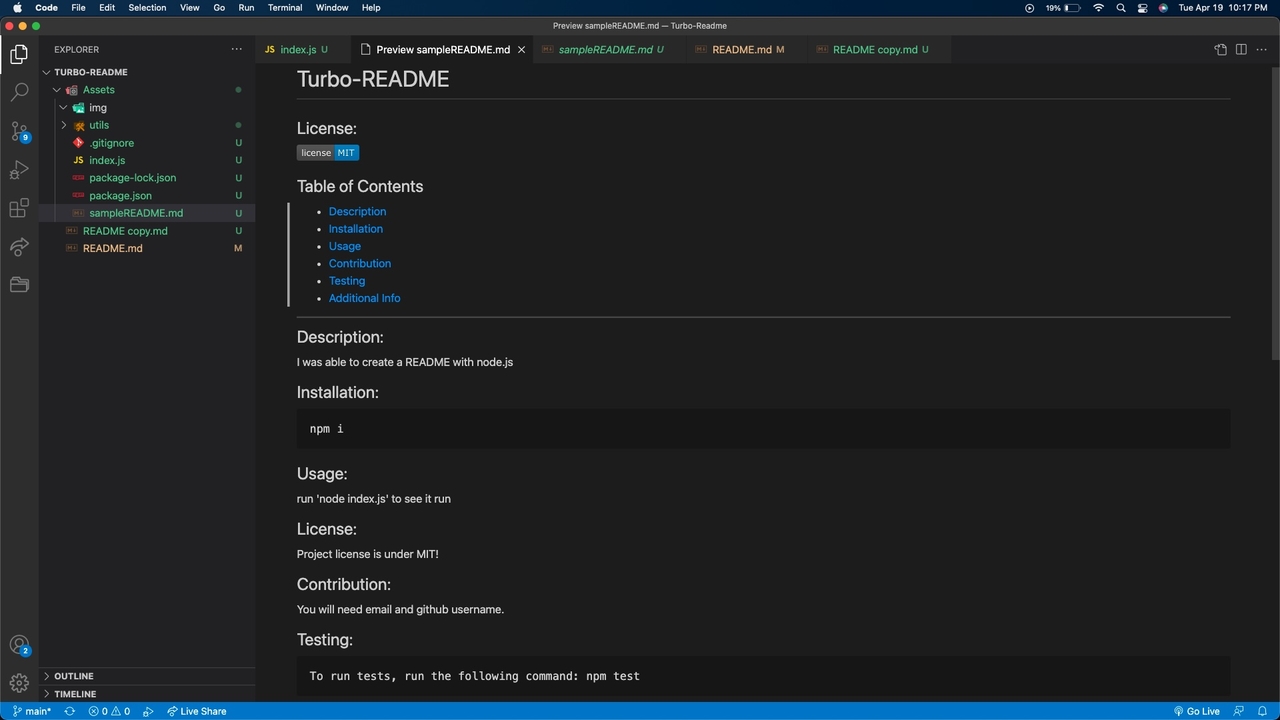 Code File Edit Selection View Go Run Terminal Window Help 19% Tue Apr 19 10:17 PM
Preview sampleREADME.md — Turbo-Readme
EXPLORER
JS index.js U Preview sampleREADME.md sampleREADME.md U README.md M README copy.md U
TURBO-README
Assets
img
utils
.gitignore U
JS index.js U
package-lock.json U
package.json U
sampleREADME.md U
README copy.md U
README.md M
9
2
OUTLINE
TIMELINE
Turbo-README
License:
license MIT
Table of Contents
• Description
• Installation
• Usage
• Contribution
• Testing
• Additional Info
Description:
I was able to create a README with node.js
Installation:
npm i
Usage:
run 'node index.js' to see it run
License:
Project license is under MIT!
Contribution:
You will need email and github username.
Testing:
To run tests, run the following command: npm test
main* 0 0 Live Share Go Live